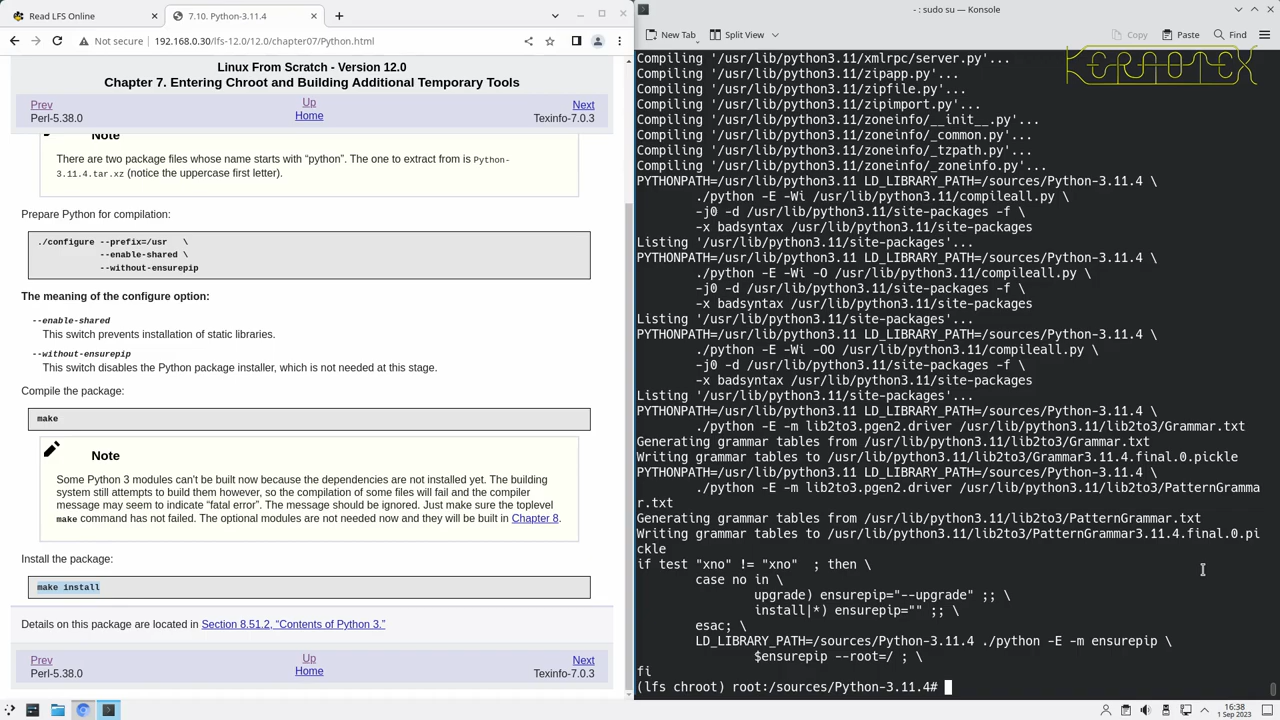 Read LFS Online
7.10. Python-3.11.4
Not secure
192.168.0.30/lfs-12.0/12.0/chapter07/Python.html
Linux From Scratch - Version 12.0
Chapter 7. Entering Chroot and Building Additional Temporary Tools
Prev
Up
Next
Perl-5.38.0
Home
Texinfo-7.0.3
Note
There are two package files whose name starts with “python”. The one to extract from is Python-
3.11.4.tar.xz (notice the uppercase first letter).
Prepare Python for compilation:
./configure --prefix=/usr \
--enable-shared \
--without-ensurepip
The meaning of the configure option:
--enable-shared
This switch prevents installation of static libraries.
--without-ensurepip
This switch disables the Python package installer, which is not needed at this stage.
Compile the package:
make
Note
Some Python 3 modules can't be built now because the dependencies are not installed yet. The building
system still attempts to build them however, so the compilation of some files will fail and the compiler
message may seem to indicate “fatal error”. The message should be ignored. Just make sure the toplevel
make command has not failed. The optional modules are not needed now and they will be built in Chapter 8.
Install the package:
make install
Details on this package are located in Section 8.51.2, “Contents of Python 3.”
Prev
Up
Next
Perl-5.38.0
Home
Texinfo-7.0.3
- : sudo su — Konsole
New Tab
Split View
Copy
Paste
Find
KERNOTEX
Compiling '/usr/lib/python3.11/xmlrpc/server.py'...
Compiling '/usr/lib/python3.11/zipapp.py'...
Compiling '/usr/lib/python3.11/zipfile.py'...
Compiling '/usr/lib/python3.11/zipimport.py'...
Compiling '/usr/lib/python3.11/zoneinfo/__init__.py'...
Compiling '/usr/lib/python3.11/zoneinfo/_common.py'...
Compiling '/usr/lib/python3.11/zoneinfo/_tzpath.py'...
Compiling '/usr/lib/python3.11/zoneinfo/_zoneinfo.py'...
PYTHONPATH=/usr/lib/python3.11 LD_LIBRARY_PATH=/sources/Python-3.11.4 \
./python -E -Wi /usr/lib/python3.11/compileall.py \
-j0 -d /usr/lib/python3.11/site-packages -f \
-x badsyntax /usr/lib/python3.11/site-packages
Listing '/usr/lib/python3.11/site-packages'...
PYTHONPATH=/usr/lib/python3.11 LD_LIBRARY_PATH=/sources/Python-3.11.4 \
./python -E -Wi -O /usr/lib/python3.11/compileall.py \
-j0 -d /usr/lib/python3.11/site-packages -f \
-x badsyntax /usr/lib/python3.11/site-packages
Listing '/usr/lib/python3.11/site-packages'...
PYTHONPATH=/usr/lib/python3.11 LD_LIBRARY_PATH=/sources/Python-3.11.4 \
./python -E -Wi -OO /usr/lib/python3.11/compileall.py \
-j0 -d /usr/lib/python3.11/site-packages -f \
-x badsyntax /usr/lib/python3.11/site-packages
Listing '/usr/lib/python3.11/site-packages'...
PYTHONPATH=/usr/lib/python3.11 LD_LIBRARY_PATH=/sources/Python-3.11.4 \
./python -E -m lib2to3.pgen2.driver /usr/lib/python3.11/lib2to3/Grammar.txt
Generating grammar tables from /usr/lib/python3.11/lib2to3/Grammar.txt
Writing grammar tables to /usr/lib/python3.11/lib2to3/Grammar3.11.4.final.0.pickle
PYTHONPATH=/usr/lib/python3.11 LD_LIBRARY_PATH=/sources/Python-3.11.4 \
./python -E -m lib2to3.pgen2.driver /usr/lib/python3.11/lib2to3/PatternGramma
r.txt
Generating grammar tables from /usr/lib/python3.11/lib2to3/PatternGrammar.txt
Writing grammar tables to /usr/lib/python3.11/lib2to3/PatternGrammar3.11.4.final.0.pi
ckle
if test "xno" != "xno" ; then \
case no in \
upgrade) ensurepip="--upgrade" ;; \
install|*) ensurepip="" ;; \
esac; \
LD_LIBRARY_PATH=/sources/Python-3.11.4 ./python -E -m ensurepip \
$ensurepip --root=/ ; \
fi
(lfs chroot) root:/sources/Python-3.11.4#
16:38
1 Sep 2023